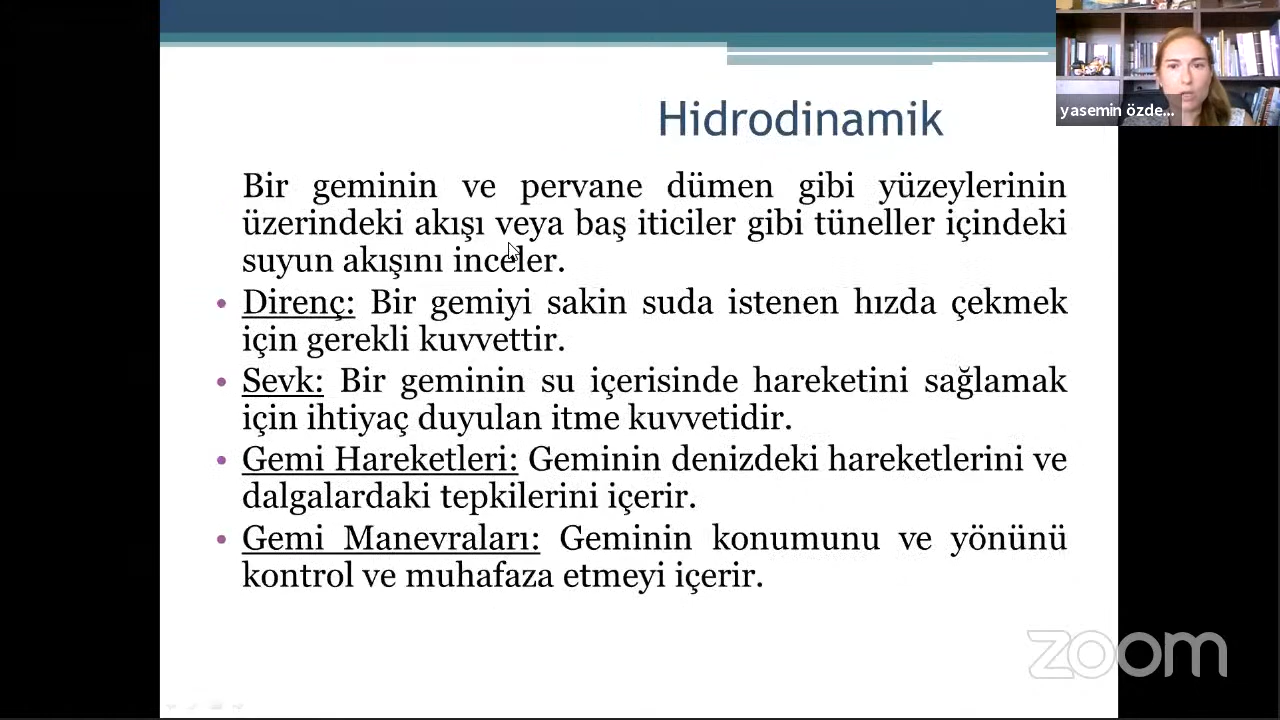 Hidrodinamik
yasemin özde...
Bir geminin ve pervane dümen gibi yüzeylerinin
üzerindeki akışı veya baş iticiler gibi tüneller içindeki
suyun akışını inceler.
• Direnç: Bir gemiyi sakin suda istenen hızda çekmek
için gerekli kuvvettir.
• Sevk: Bir geminin su içerisinde hareketini sağlamak
için ihtiyaç duyulan itme kuvvetidir.
• Gemi Hareketleri: Geminin denizdeki hareketlerini ve
dalgalardaki tepkilerini içerir.
• Gemi Manevraları: Geminin konumunu ve yönünü
kontrol ve muhafaza etmeyi içerir.
zoom